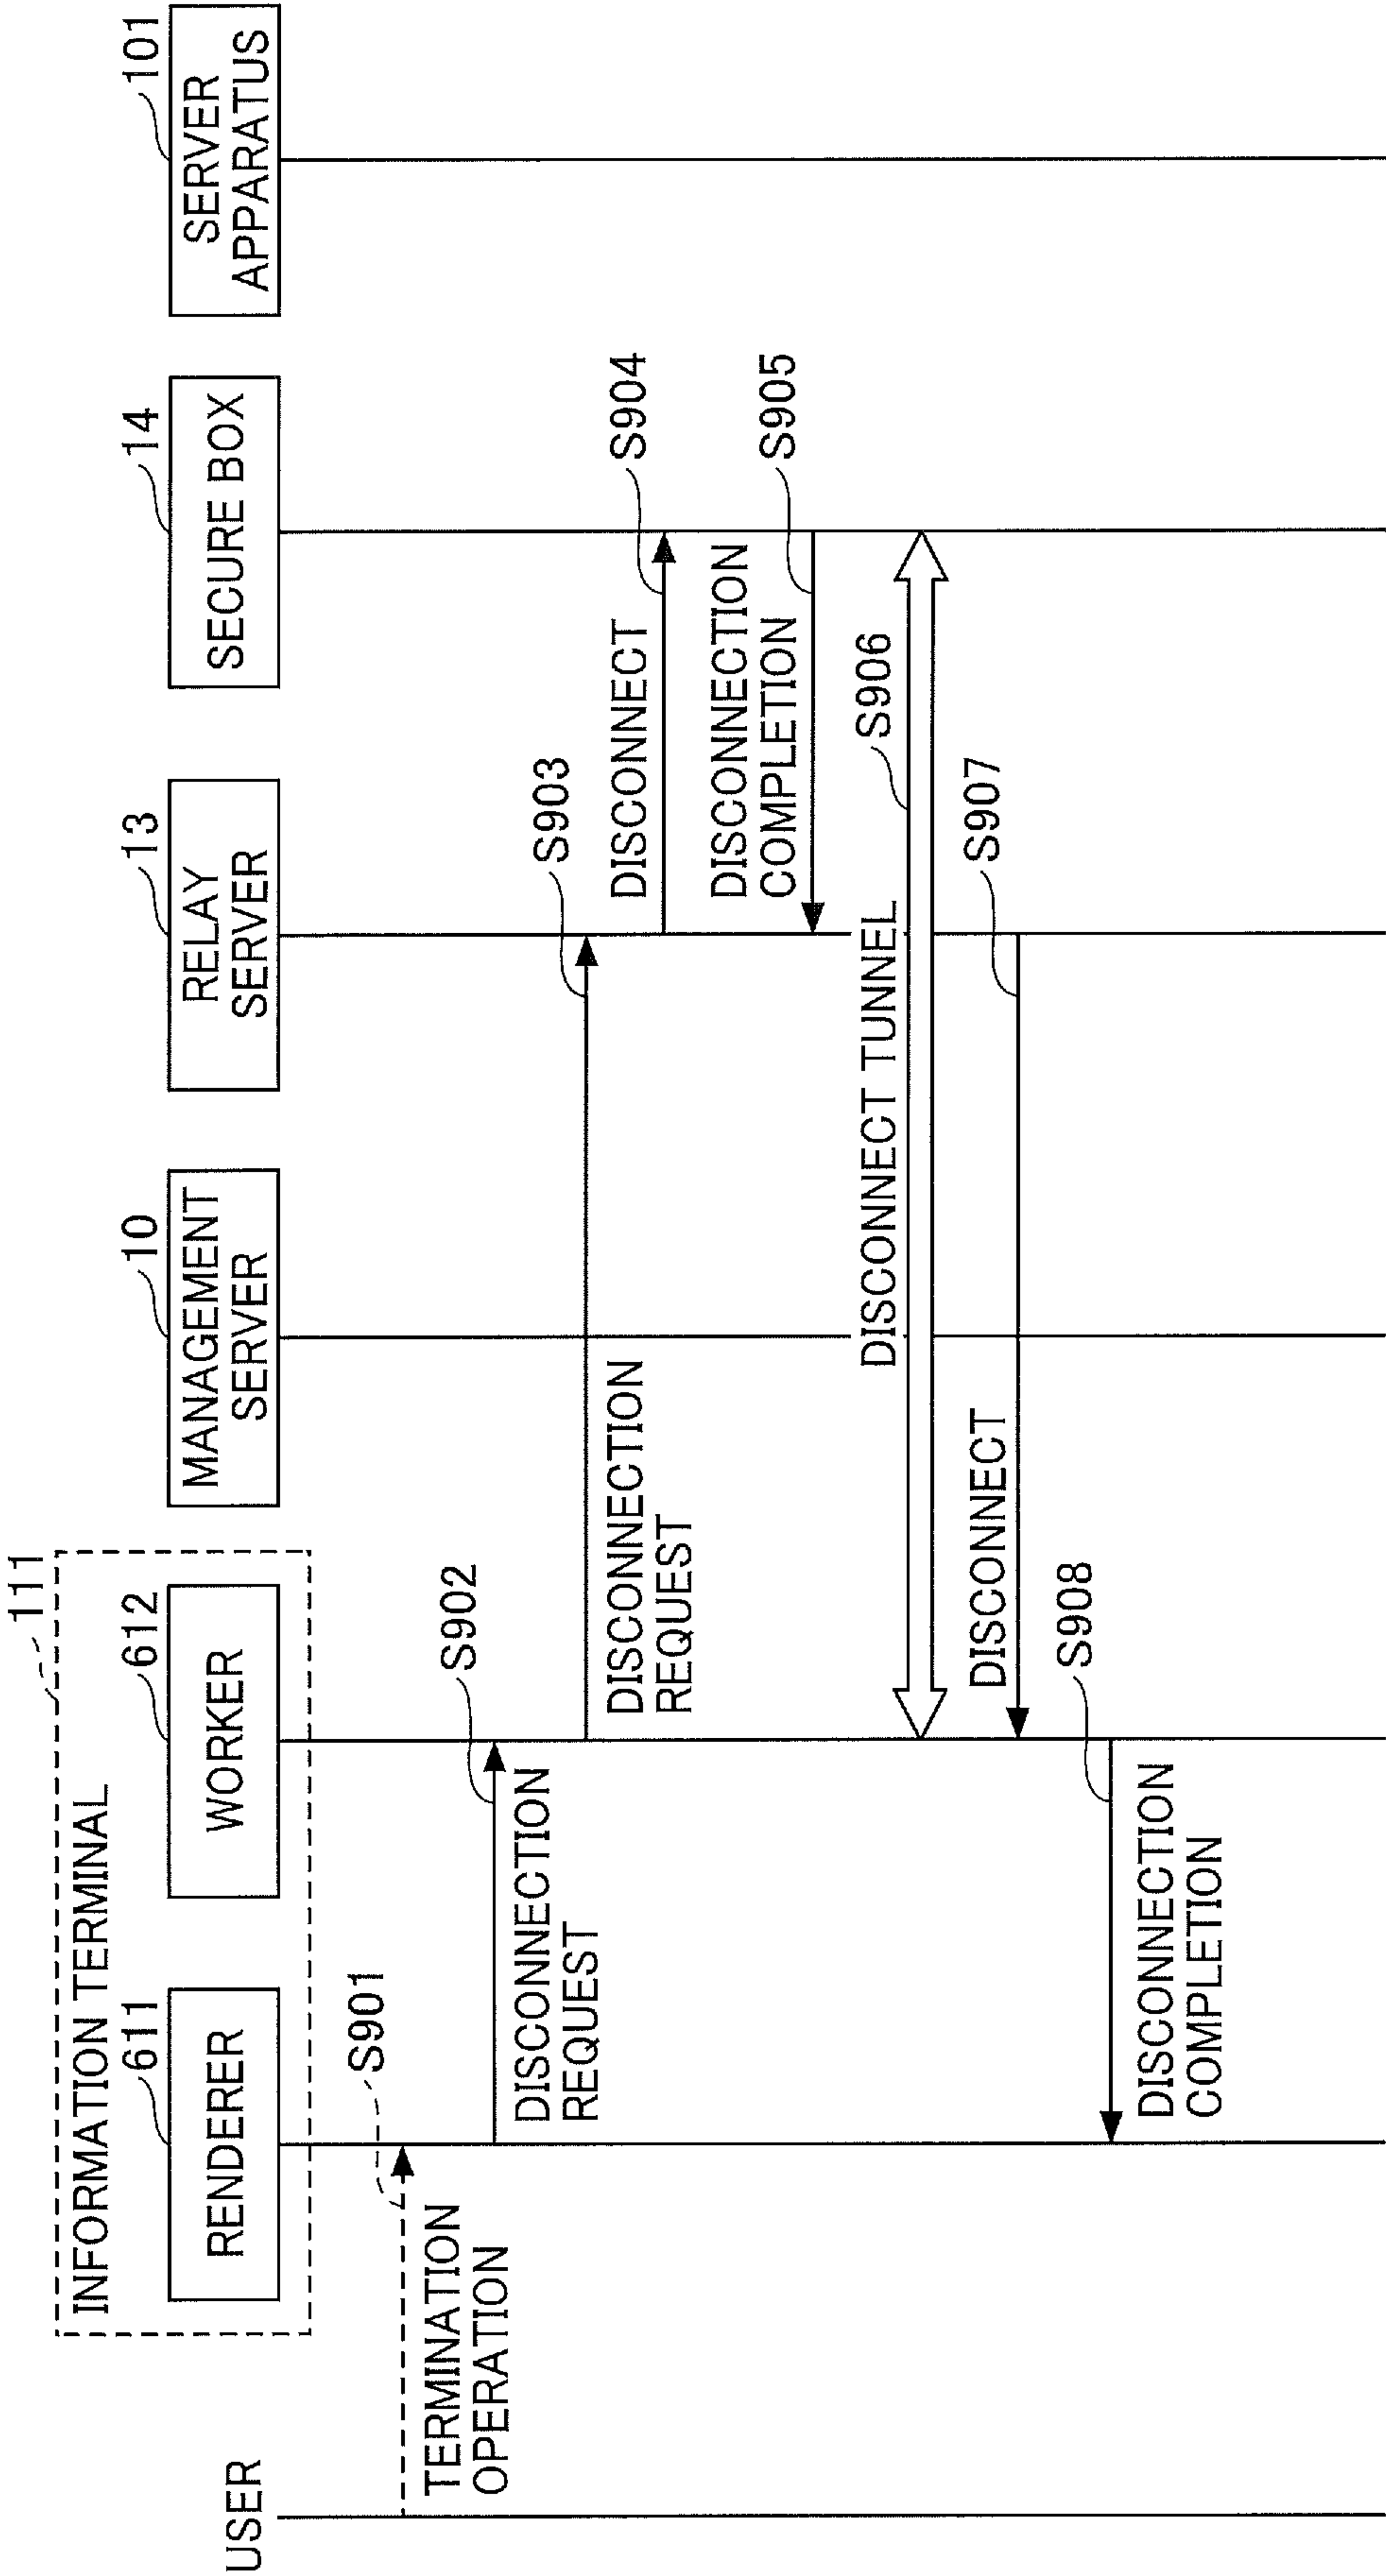 111
INFORMATION TERMINAL
USER
611
RENDERER
612
WORKER
10
MANAGEMENT
SERVER
13
RELAY
SERVER
14
SECURE BOX
101
SERVER
APPARATUS
S901
TERMINATION
OPERATION
S902
DISCONNECTION
REQUEST
S903
DISCONNECTION
REQUEST
S904
DISCONNECT
S905
DISCONNECTION
COMPLETION
S906
DISCONNECT TUNNEL
S907
DISCONNECT
S908
DISCONNECTION
COMPLETION